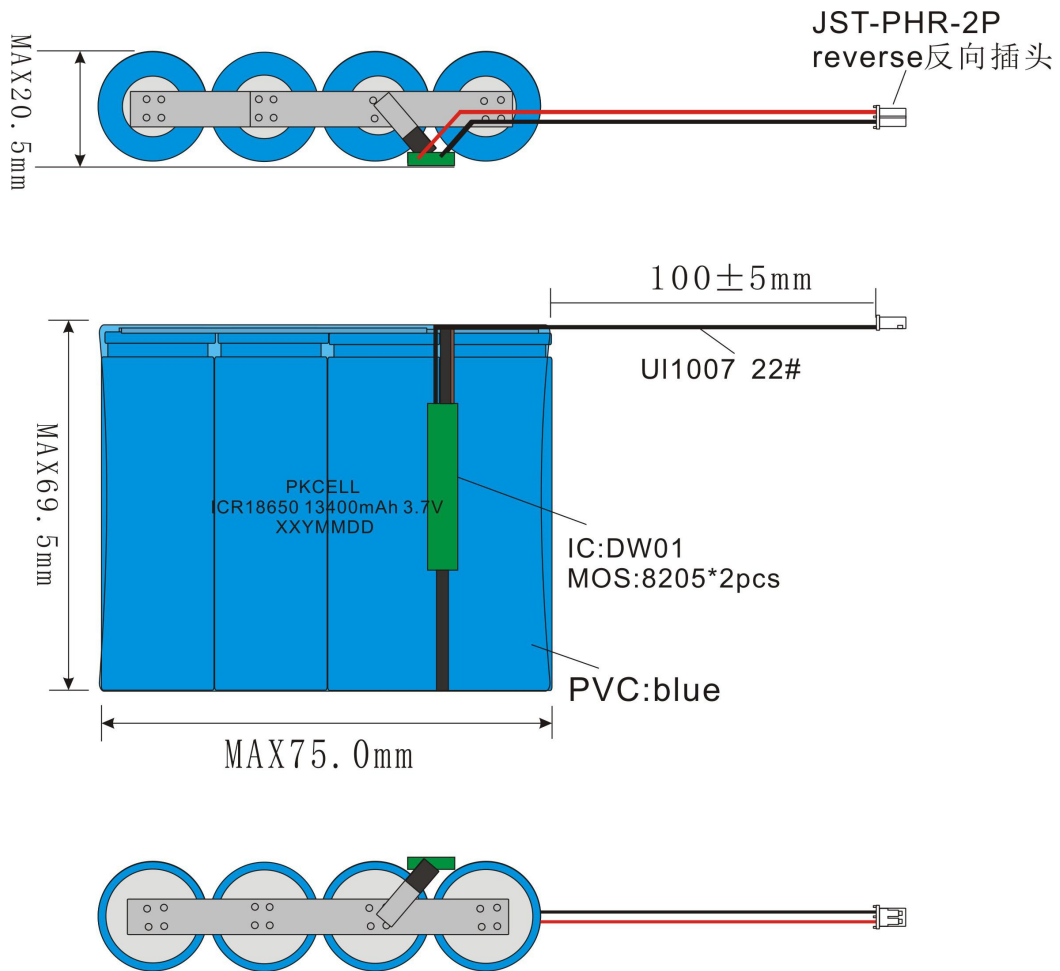 JST-PHR-2P
reverse反向插头
MAX20.5mm
100±5mm
UI1007 22#
MAX69.5mm
PKCELL
ICR18650 13400mAh 3.7V
XXYMMDD
IC:DW01
MOS:8205*2pcs
PVC:blue
MAX75.0mm